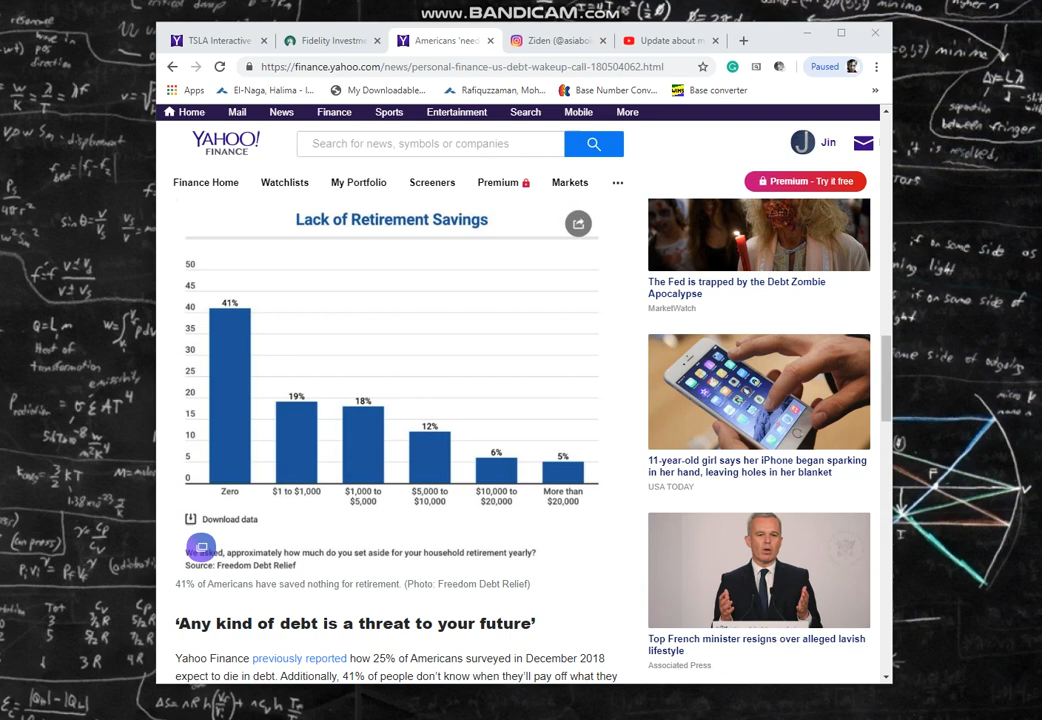 www.BANDICAM.com
TSLA Interactive
Fidelity Investme
Americans 'need
Ziden (@asiaboi
Update about m
https://finance.yahoo.com/news/personal-finance-us-debt-wakeup-call-180504062.html
Paused
Apps
El-Naga, Halima - I...
My Downloadable...
Rafiquzzaman, Moh...
Base Number Conv...
Base converter
»
Home Mail News Finance Sports Entertainment Search Mobile More
YAHOO!
FINANCE
Search for news, symbols or companies
Jin
Finance Home Watchlists My Portfolio Screeners Premium Markets ...
Premium - Try it free
Lack of Retirement Savings
50
45
40
35
30
25
20
15
10
5
0
41%
19%
18%
12%
6%
5%
Zero
$1 to $1,000
$1,000 to
$5,000
$5,000 to
$10,000
$10,000 to
$20,000
More than
$20,000
Download data
We asked, approximately how much do you set aside for your household retirement yearly?
Source: Freedom Debt Relief
41% of Americans have saved nothing for retirement. (Photo: Freedom Debt Relief)
‘Any kind of debt is a threat to your future’
Yahoo Finance previously reported how 25% of Americans surveyed in December 2018
expect to die in debt. Additionally, 41% of people don't know when they'll pay off what they
The Fed is trapped by the Debt Zombie
Apocalypse
MarketWatch
11-year-old girl says her iPhone began sparking
in her hand, leaving holes in her blanket
USA TODAY
Top French minister resigns over alleged lavish
lifestyle
Associated Press